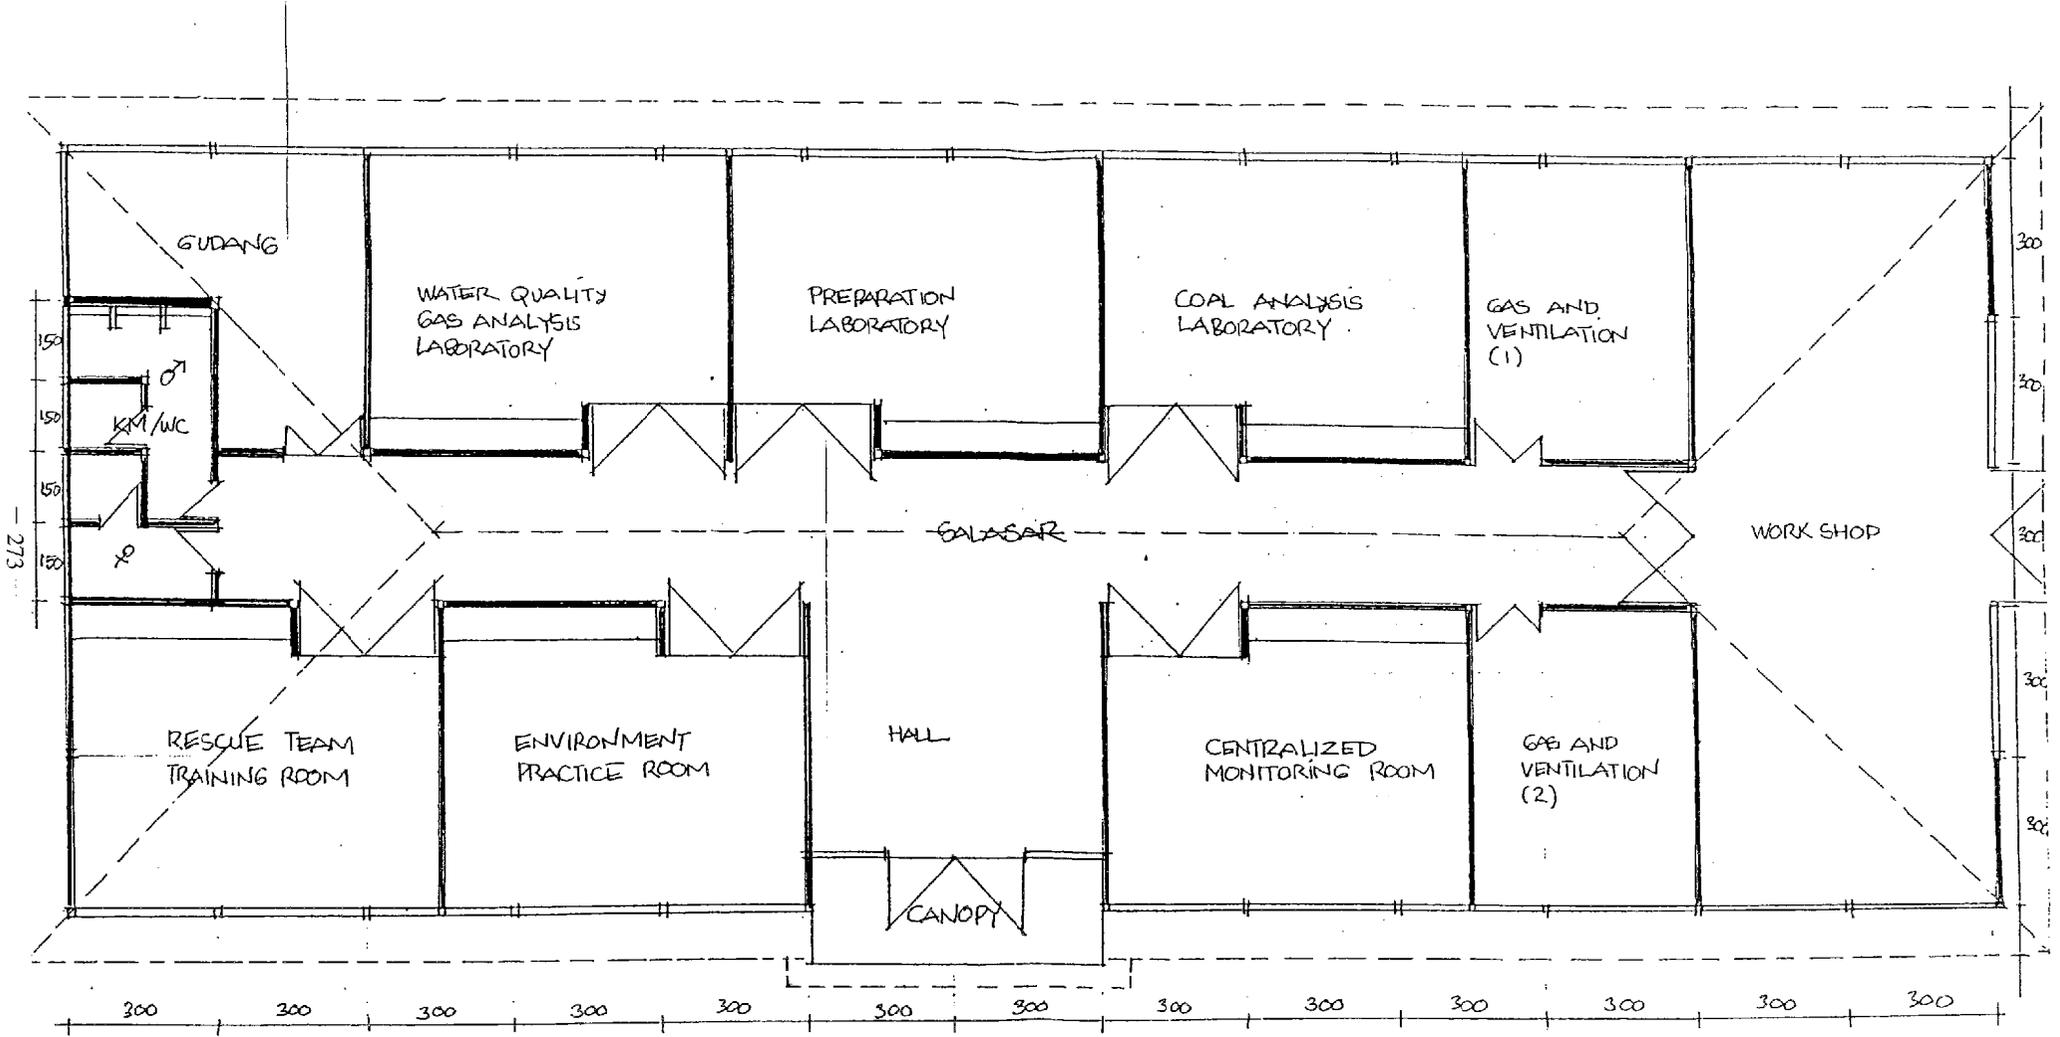 GUDANG
WATER QUALITY
GAS ANALYSIS
LABORATORY
PREPARATION
LABORATORY
COAL ANALYSIS
LABORATORY.
GAS AND
VENTILATION
(1)
300
300
150
♂
150
KM/WC
150
SALASAR
WORK SHOP
300
150
♀
- 273 -
RESCUE TEAM
TRAINING ROOM
ENVIRONMENT
PRACTICE ROOM
HALL
CENTRALIZED
MONITORING ROOM
GAS AND
VENTILATION
(2)
300
300
CANOPY
300 300 300 300 300 300 300 300 300 300 300 300 300